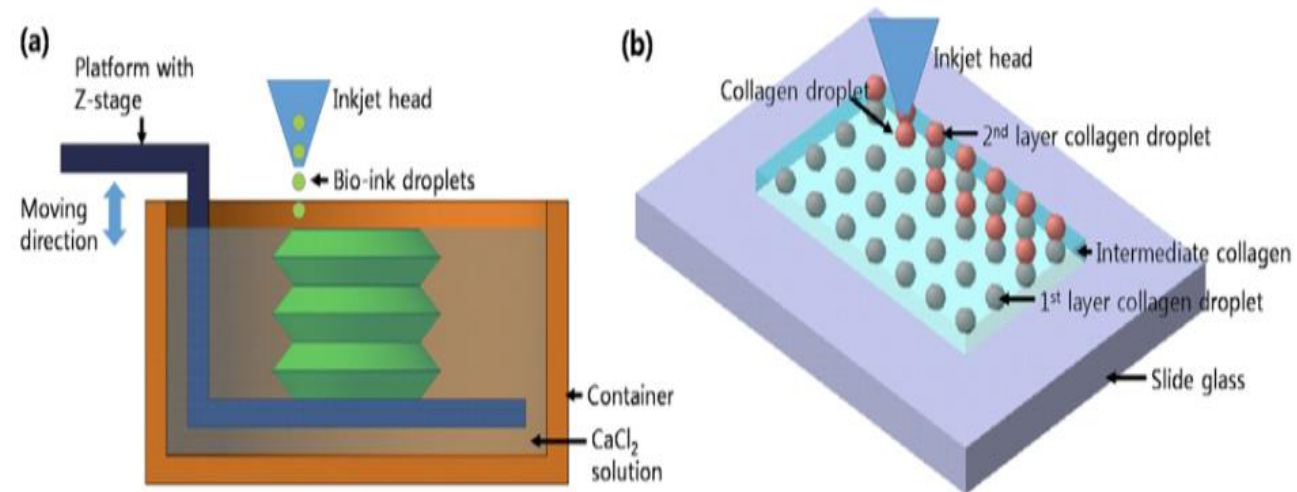 (a)
Platform with
Z-stage
Inkjet head
Bio-ink droplets
Moving
direction
Container
CaCl₂
solution
(b)
Inkjet head
Collagen droplet
2nd layer collagen droplet
Intermediate collagen
1st layer collagen droplet
Slide glass